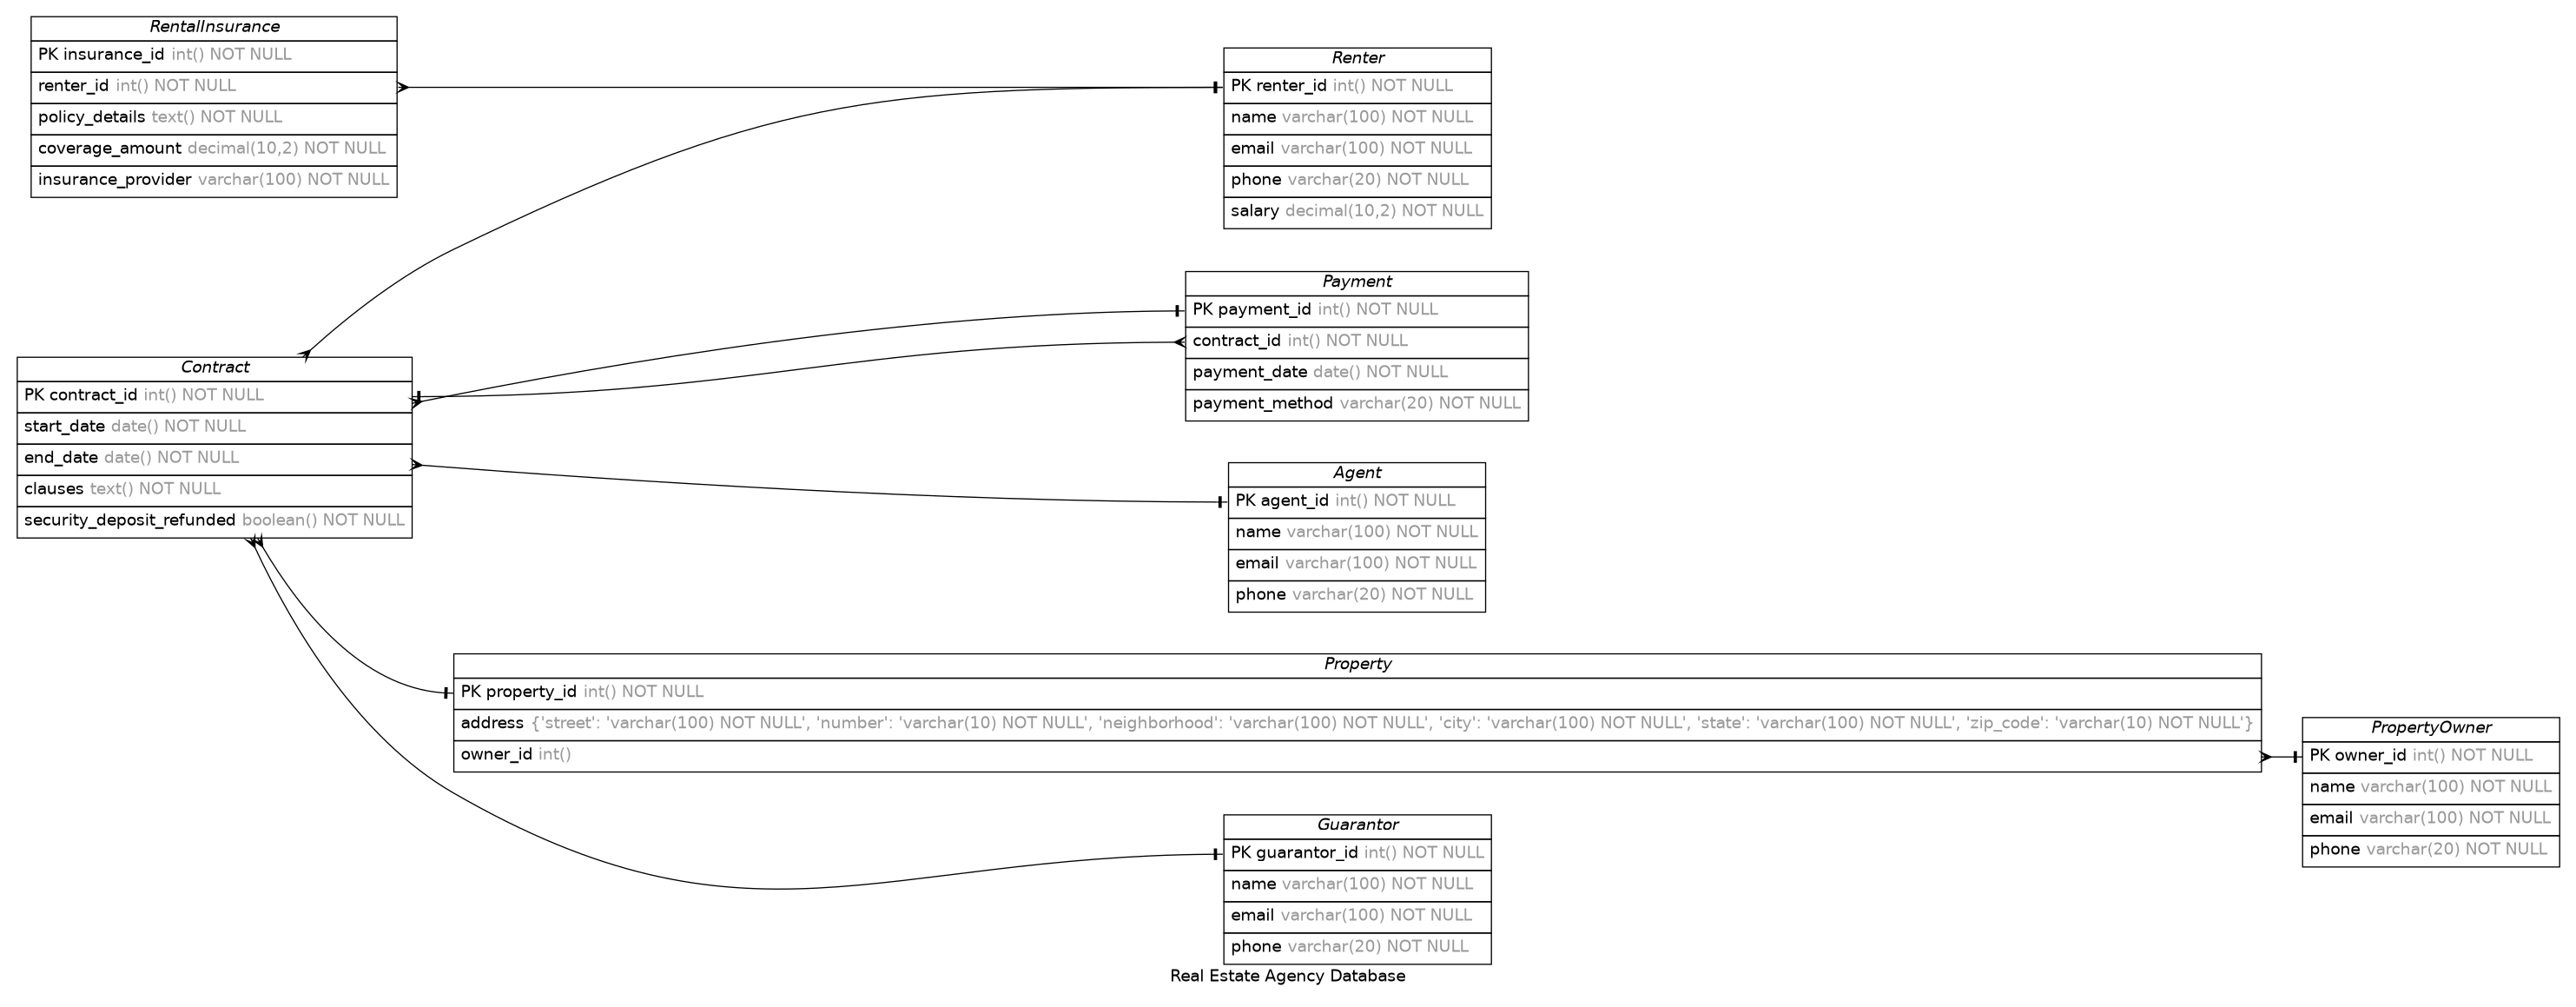 RentalInsurance
PK insurance_id int() NOT NULL
renter_id int() NOT NULL
policy_details text() NOT NULL
coverage_amount decimal(10,2) NOT NULL
insurance_provider varchar(100) NOT NULL
Renter
PK renter_id int() NOT NULL
name varchar(100) NOT NULL
email varchar(100) NOT NULL
phone varchar(20) NOT NULL
salary decimal(10,2) NOT NULL
Payment
PK payment_id int() NOT NULL
contract_id int() NOT NULL
payment_date date() NOT NULL
payment_method varchar(20) NOT NULL
Contract
PK contract_id int() NOT NULL
start_date date() NOT NULL
end_date date() NOT NULL
clauses text() NOT NULL
security_deposit_refunded boolean() NOT NULL
Agent
PK agent_id int() NOT NULL
name varchar(100) NOT NULL
email varchar(100) NOT NULL
phone varchar(20) NOT NULL
Property
PK property_id int() NOT NULL
address {'street': 'varchar(100) NOT NULL', 'number': 'varchar(10) NOT NULL', 'neighborhood': 'varchar(100) NOT NULL', 'city': 'varchar(100) NOT NULL', 'state': 'varchar(100) NOT NULL', 'zip_code': 'varchar(10) NOT NULL'}
owner_id int()
PropertyOwner
PK owner_id int() NOT NULL
name varchar(100) NOT NULL
email varchar(100) NOT NULL
phone varchar(20) NOT NULL
Guarantor
PK guarantor_id int() NOT NULL
name varchar(100) NOT NULL
email varchar(100) NOT NULL
phone varchar(20) NOT NULL
Real Estate Agency Database